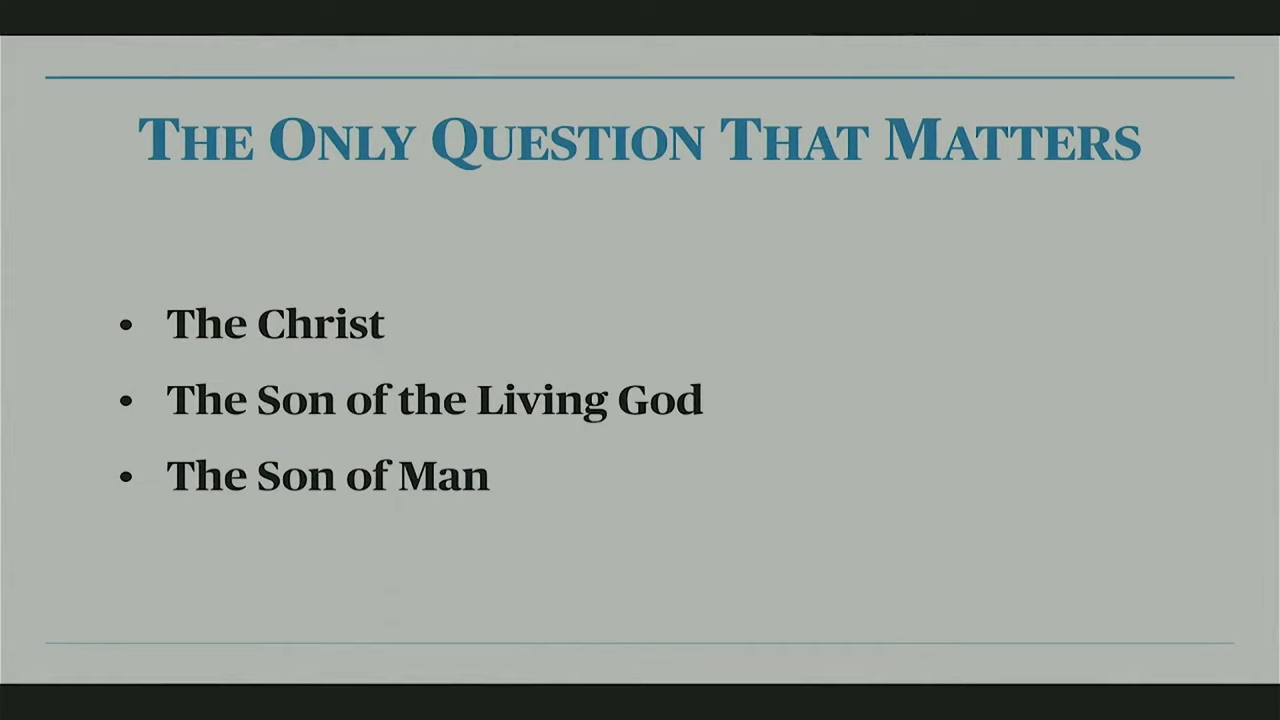 The Only Question That Matters
• The Christ
• The Son of the Living God
• The Son of Man